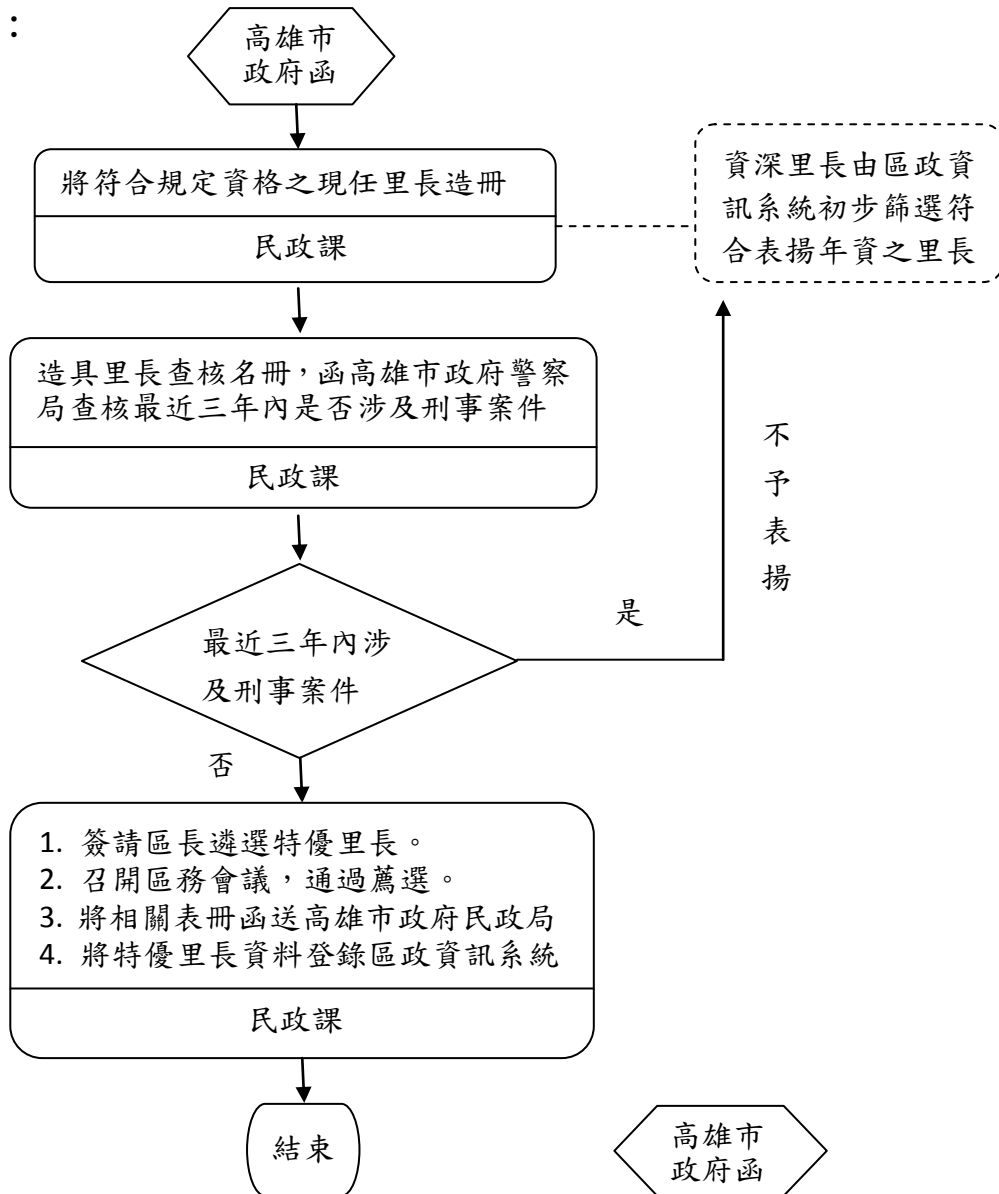 ：
高雄市
政府函
將符合規定資格之現任里長造冊
民政課
資深里長由區政資
訊系統初步篩選符
合表揚年資之里長
造具里長查核名冊，函高雄市政府警察
局查核最近三年內是否涉及刑事案件
民政課
不
予
表
揚
是
最近三年內涉
及刑事案件
否
1. 簽請區長遴選特優里長。
2. 召開區務會議，通過薦選。
3. 將相關表冊函送高雄市政府民政局
4. 將特優里長資料登錄區政資訊系統
民政課
結束
高雄市
政府函